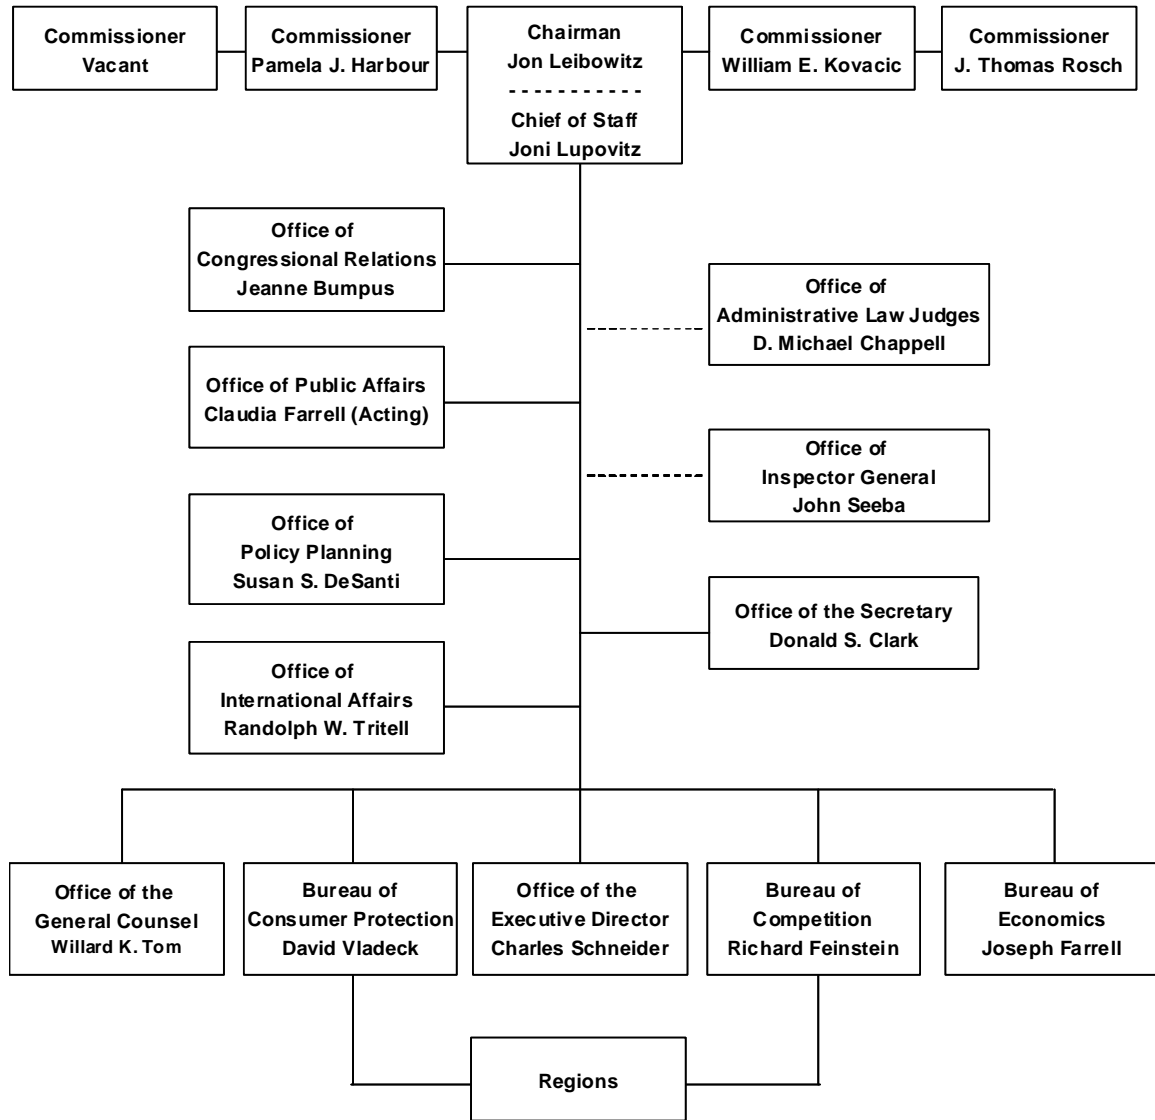 Commissioner
Vacant
Commissioner
Pamela J. Harbour
Chairman
Jon Leibowitz
- - - - - - - - - - -
Chief of Staff
Joni Lupovitz
Commissioner
William E. Kovacic
Commissioner
J. Thomas Rosch
Office of
Congressional Relations
Jeanne Bumpus
Office of
Administrative Law Judges
D. Michael Chappell
Office of Public Affairs
Claudia Farrell (Acting)
Office of
Inspector General
John Seeba
Office of
Policy Planning
Susan S. DeSanti
Office of the Secretary
Donald S. Clark
Office of
International Affairs
Randolph W. Tritell
Office of the
General Counsel
Willard K. Tom
Bureau of
Consumer Protection
David Vladeck
Office of the
Executive Director
Charles Schneider
Bureau of
Competition
Richard Feinstein
Bureau of
Economics
Joseph Farrell
Regions